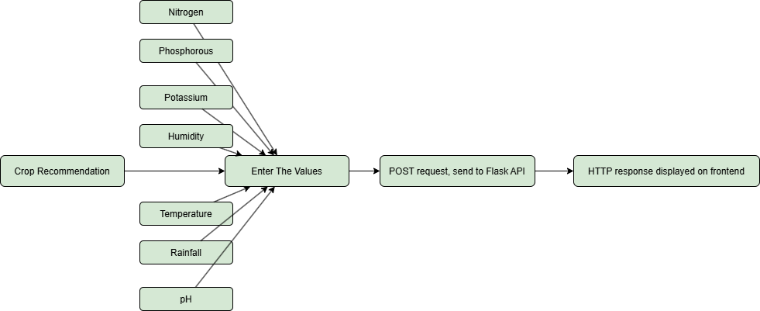 Nitrogen
Phosphorous
Potassium
Humidity
Crop Recommendation
Enter The Values
POST request, send to Flask API
HTTP response displayed on frontend
Temperature
Rainfall
pH